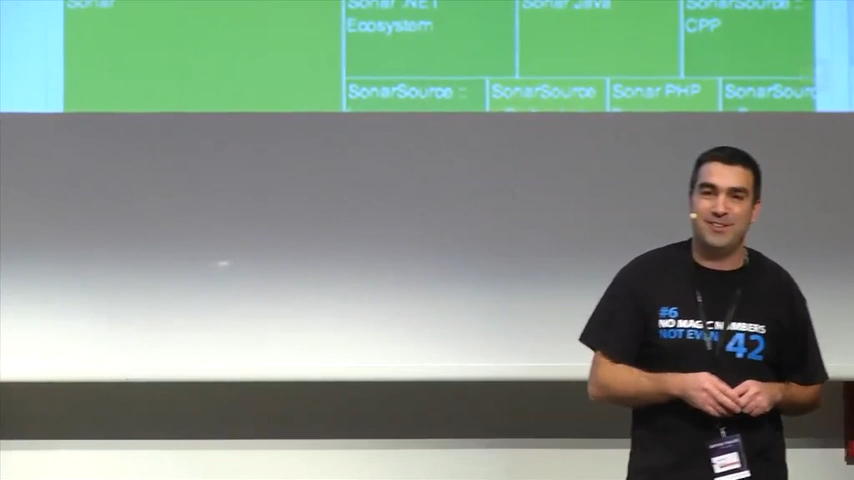 Sonar
Sonar .NET
Ecosystem
Sonar Java
SonarSource ::
CPP
SonarSource ::
SonarSource
Sonar PHP
SonarSourc
#6
NO MAGIC NUMBERS
NOT EVEN 42